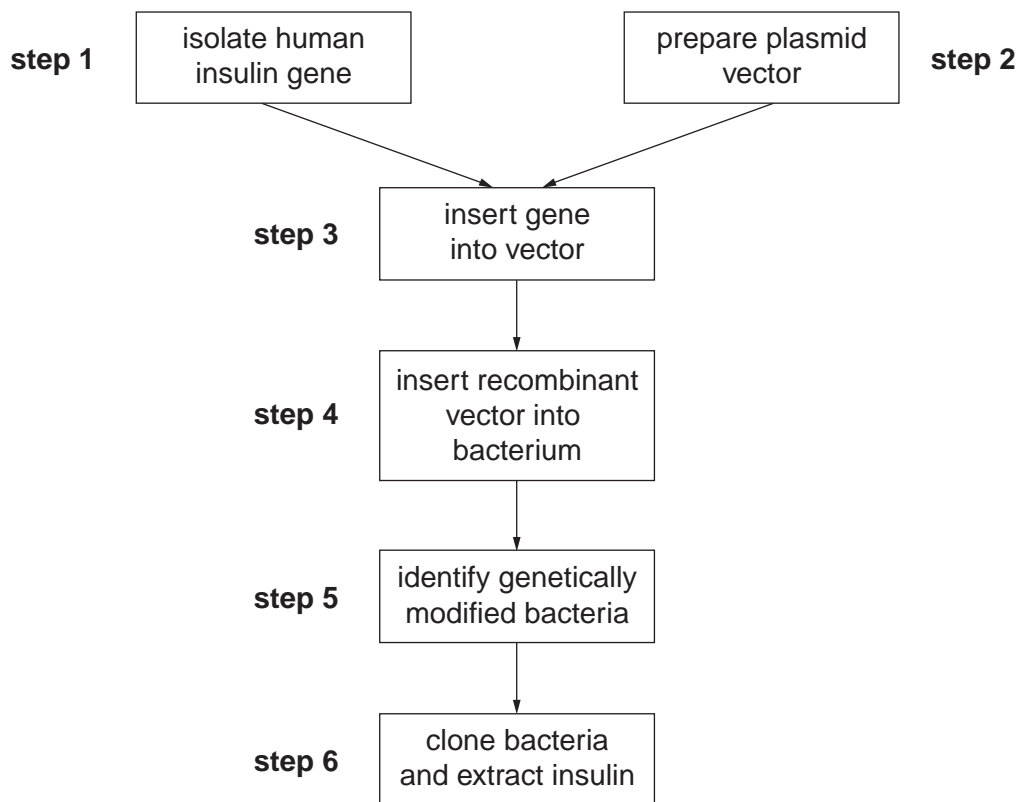 step 1
isolate human
insulin gene
prepare plasmid
vector
step 2
step 3
insert gene
into vector
step 4
insert recombinant
vector into
bacterium
step 5
identify genetically
modified bacteria
step 6
clone bacteria
and extract insulin